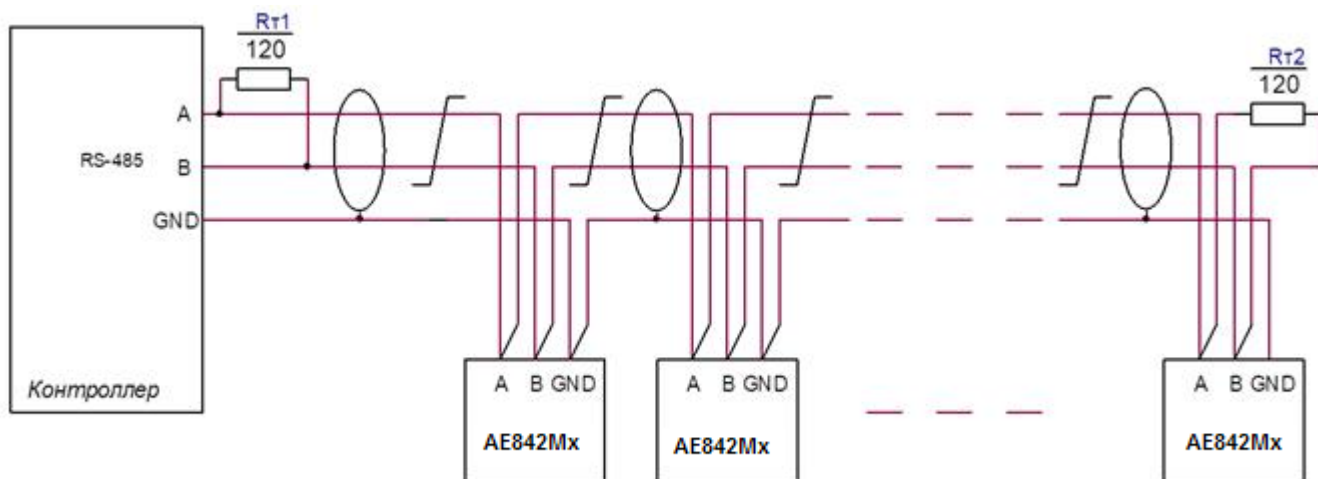 Rт1
120
Rт2
120
A
RS-485
B
GND
Контроллер
A B GND
A B GND
A B GND
AE842Mx
AE842Mx
AE842Mx